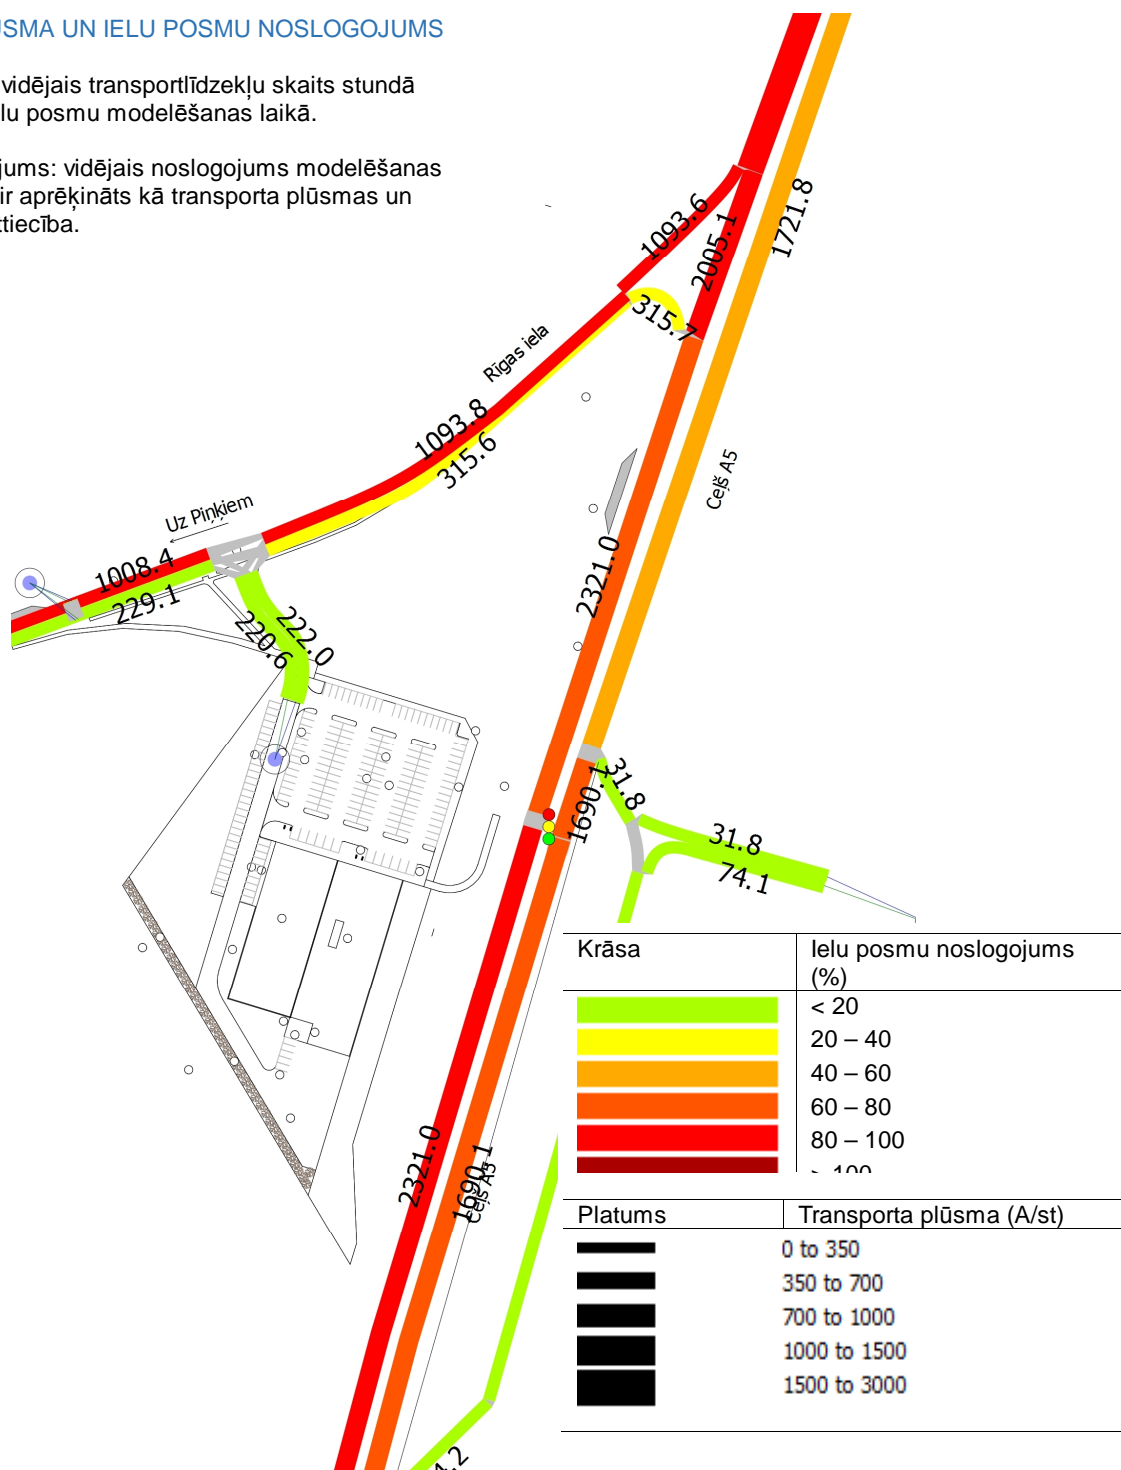 SMA UN IELU POSMU NOSLOGOJUMS
vidējais transportlīdzekļu skaits stundā
lu posmu modelēšanas laikā.
jums: vidējais noslogojums modelēšanas
ir aprēķināts kā transporta plūsmas un
ttiecība.
1093.6
2005.1
1721.8
315.7
Rīgas iela
1093.8
315.6
Ceļš A5
Uz Piņķiem
1008.4
229.1
222.0
220.6
2321.0
31.8
1690.1
31.8
74.1
2321.0
1690.1
Ceļš A5
4.2
Krāsa Ielu posmu noslogojums
(%)
< 20
20 – 40
40 – 60
60 – 80
80 – 100
> 100
Platums Transporta plūsma (A/st)
0 to 350
350 to 700
700 to 1000
1000 to 1500
1500 to 3000